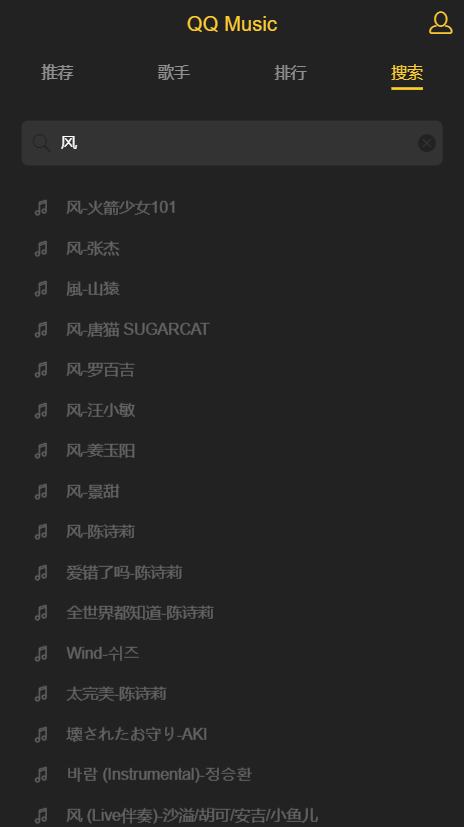 QQ Music
推荐 歌手 排行 搜索
风
风-火箭少女101
风-张杰
風-山猿
风-唐猫 SUGARCAT
风-罗百吉
风-汪小敏
风-姜玉阳
风-景甜
风-陈诗莉
爱错了吗-陈诗莉
全世界都知道-陈诗莉
Wind-쉬즈
太完美-陈诗莉
壊されたお守り-AKI
바람 (Instrumental)-정승환
风 (Live伴奏)-沙溢/胡可/安吉/小鱼儿